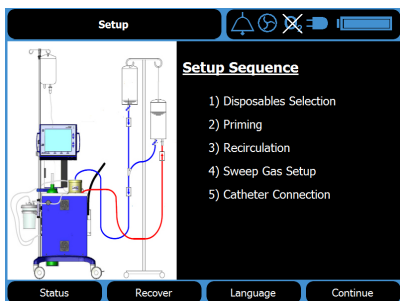 Setup
Setup Sequence
1) Disposables Selection
2) Priming
3) Recirculation
4) Sweep Gas Setup
5) Catheter Connection
Status
Recover
Language
Continue